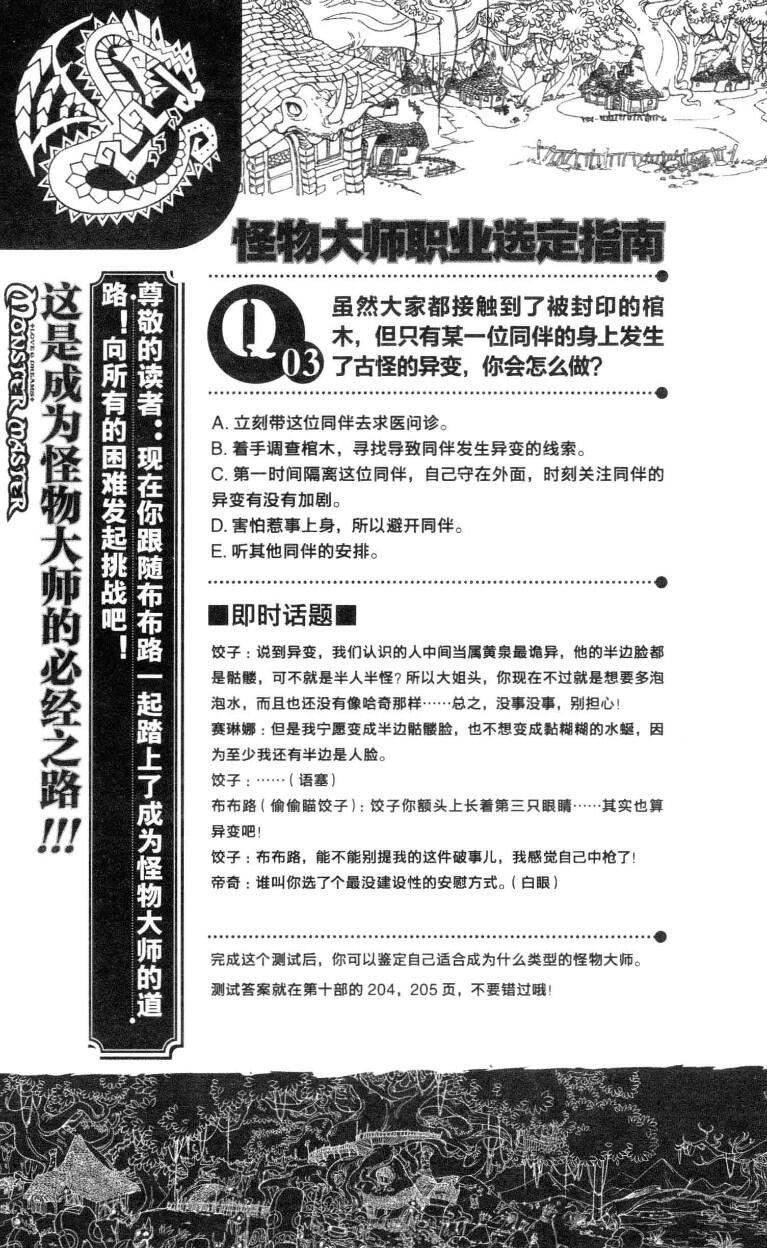 怪物大师职业选定指南
Q03
虽然大家都接触到了被封印的棺
木，但只有某一位同伴的身上发生
了古怪的异变，你会怎么做？
A. 立刻带这位同伴去求医问诊。
B. 着手调查棺木，寻找导致同伴发生异变的线索。
C. 第一时间隔离这位同伴，自己守在外面，时刻关注同伴的
异变有没有加剧。
D. 害怕惹事上身，所以避开同伴。
E. 听其他同伴的安排。
■即时话题■
饺子：说到异变，我们认识的人中间当属黄泉最诡异，他的半边脸都
是骷髅，可不就是半人半怪？所以大姐头，你现在不过就是想要多泡
泡水，而且也还没有像哈奇那样……总之，没事没事，别担心！
赛琳娜：但是我宁愿变成半边骷髅脸，也不想变成黏糊糊的水蜒，因
为至少我还有半边是人脸。
饺子：……（语塞）
布布路（偷偷瞄饺子）：饺子你额头上长着第三只眼睛……其实也算
异变吧！
饺子：布布路，能不能别提我的这件破事儿，我感觉自己中枪了！
帝奇：谁叫你选了个最没建设性的安慰方式。（白眼）
完成这个测试后，你可以鉴定自己适合成为什么类型的怪物大师。
测试答案就在第十部的 204，205 页，不要错过哦！
尊敬的读者：现在你跟随布布路一起踏上了成为怪物大师的道
路！向所有的困难发起挑战吧！
这是成为怪物大师的必经之路!!!
+LOVE & DREAMS+
MONSTER MASTER